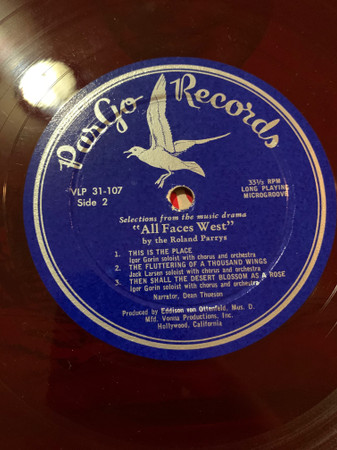 ParGo Records
VLP 31-107
Side 2
33⅓ RPM
LONG PLAYING
MICROGROOVE
Selections from the music drama
"All Faces West"
by the Roland Parrys
1. THIS IS THE PLACE
Igor Gorin soloist with chorus and orchestra
2. THE FLUTTERING OF A THOUSAND WINGS
Jack Larsen soloist with chorus and orchestra
3. THEN SHALL THE DESERT BLOSSOM AS A ROSE
Igor Gorin soloist with chorus and orchestra
Narrator, Dean Thomson
Produced by Eddison von Ottenfeld, Mus. D.
Mfd. Vonna Productions, Inc.
Hollywood, California